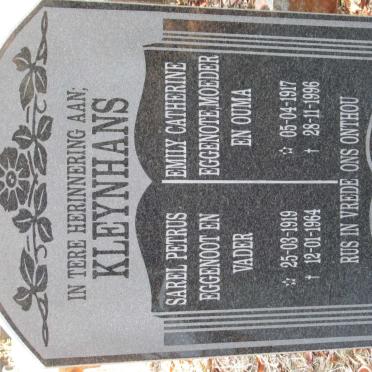 IN TERE HERINNERING AAN;
KLEYNHANS
SAREL PETRUS
EGGENOOT EN
VADER
☆ 25-03-1919
† 12-01-1964
EMILY CATHERINE
EGGENOTE, MOEDER
EN OUMA
☆ 05-04-1917
† 28-11-1996
RUS IN VREDE ONS ONTHOU